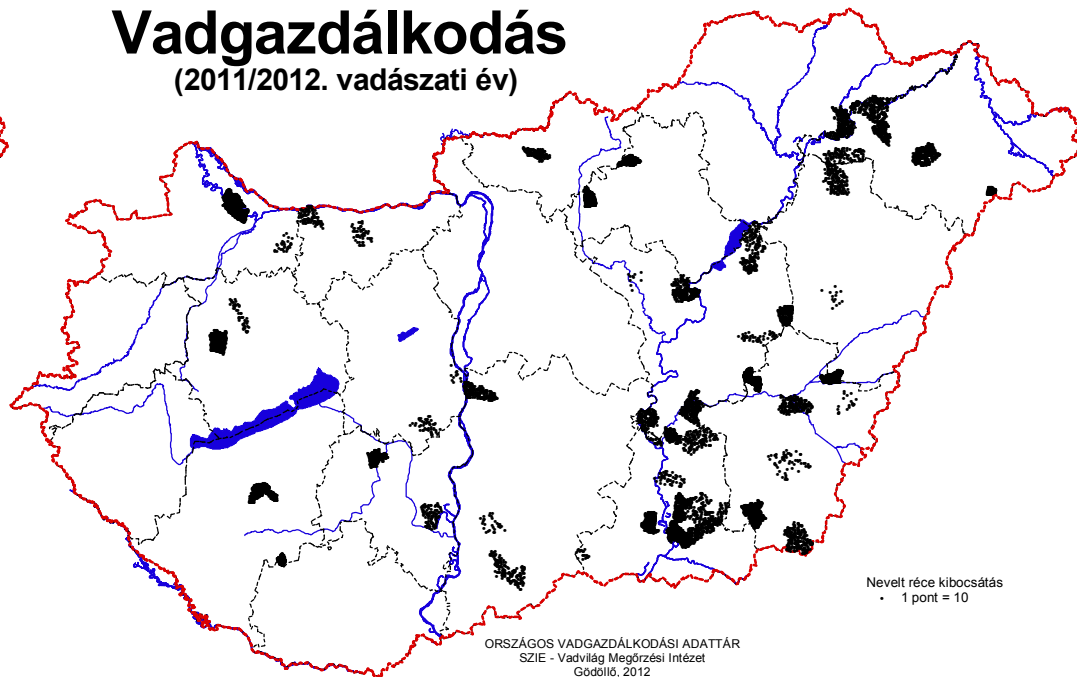 Vadgazdálkodás
(2011/2012. vadászati év)
Nevelt réce kibocsátás
• 1 pont = 10
ORSZÁGOS VADGAZDÁLKODÁSI ADATTÁR
SZIE - Vadvilág Megőrzési Intézet
Gödöllő, 2012